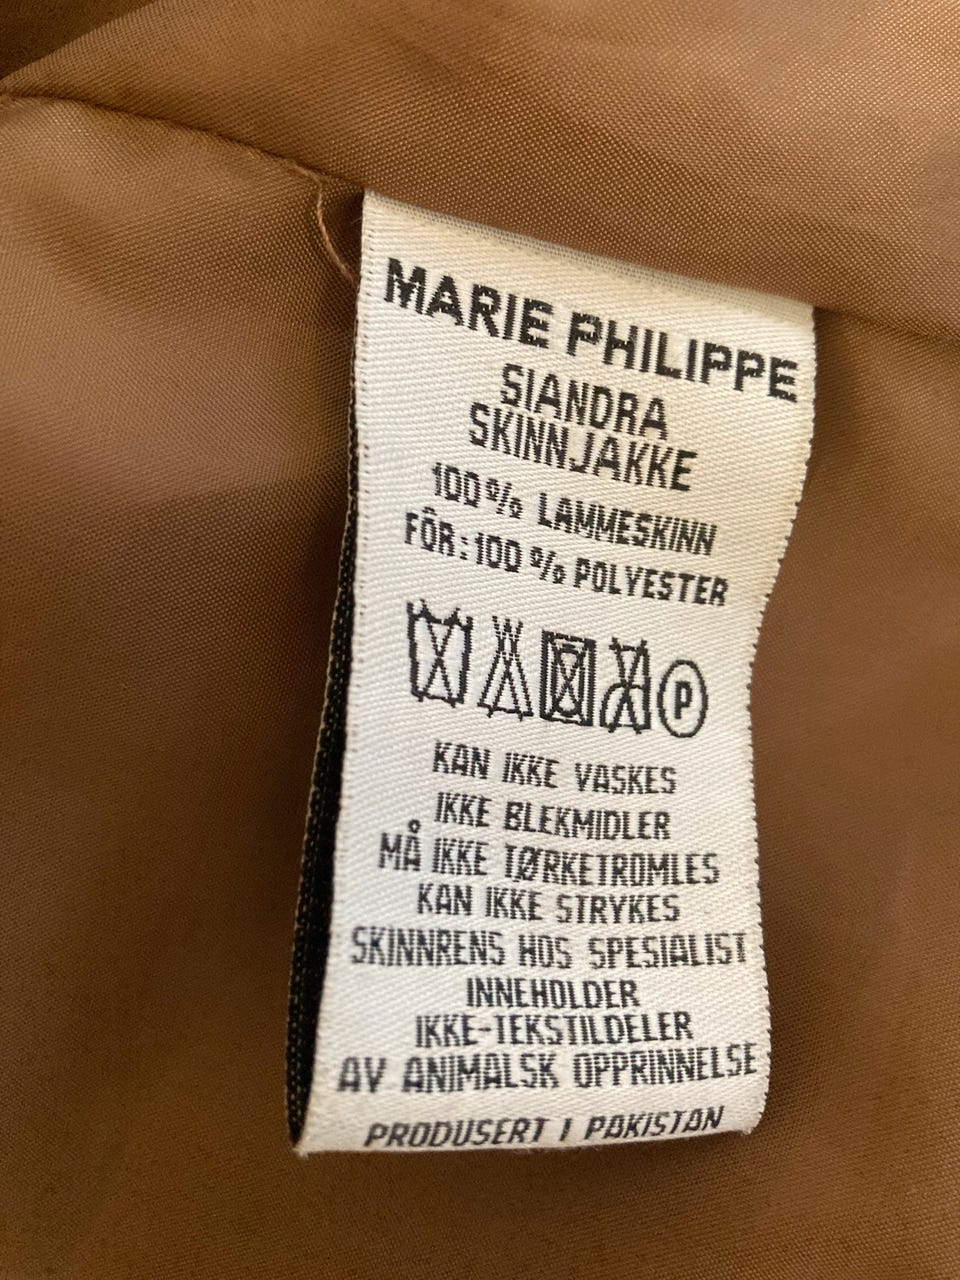 MARIE PHILIPPE
SIANDRA
SKINNJAKKE
100% LAMMESKINN
FÔR: 100% POLYESTER
P
KAN IKKE VASKES
IKKE BLEKMIDLER
MÅ IKKE TØRKETROMLES
KAN IKKE STRYKES
SKINNRENS HOS SPESIALIST
INNEHOLDER
IKKE-TEKSTILDELER
AV ANIMALSK OPPRINNELSE
PRODUSERT I PAKISTAN